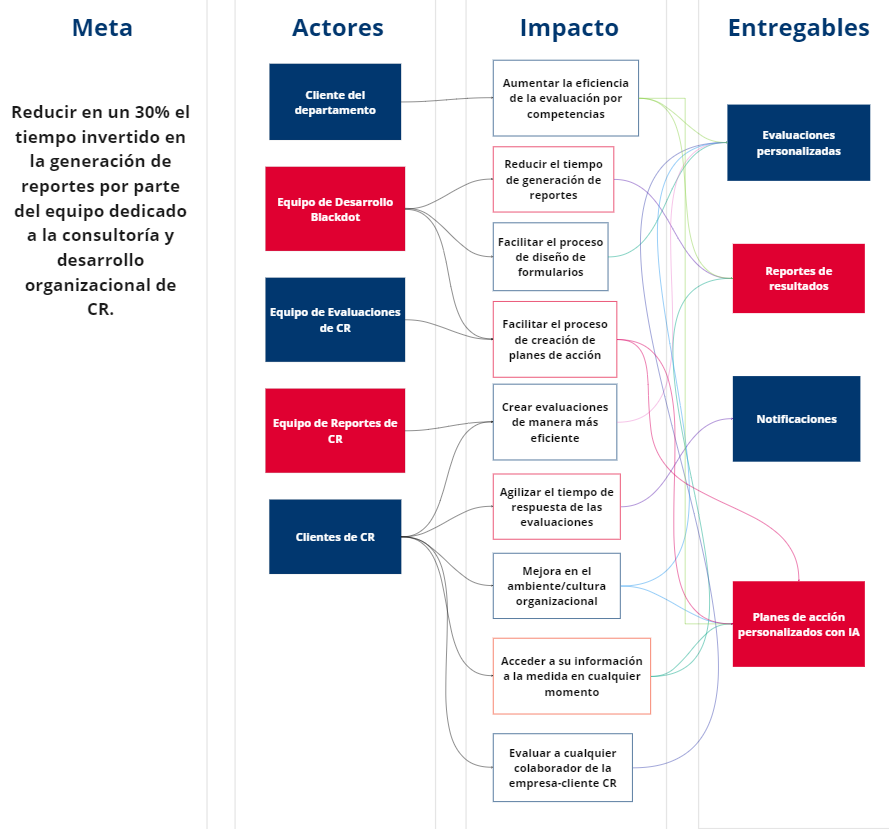 Meta
Reducir en un 30% el
tiempo invertido en
la generación de
reportes por parte
del equipo dedicado
a la consultoría y
desarrollo
organizacional de
CR.
Actores
Cliente del
departamento
Equipo de Desarrollo
Blackdot
Equipo de Evaluaciones
de CR
Equipo de Reportes de
CR
Clientes de CR
Impacto
Aumentar la eficiencia
de la evaluación por
competencias
Reducir el tiempo
de generación de
reportes
Facilitar el proceso
de diseño de
formularios
Facilitar el proceso
de creación de
planes de acción
Crear evaluaciones
de manera más
eficiente
Agilizar el tiempo de
respuesta de las
evaluaciones
Mejora en el
ambiente/cultura
organizacional
Acceder a su información
a la medida en cualquier
momento
Evaluar a cualquier
colaborador de la
empresa-cliente CR
Entregables
Evaluaciones
personalizadas
Reportes de
resultados
Notificaciones
Planes de acción
personalizados con IA